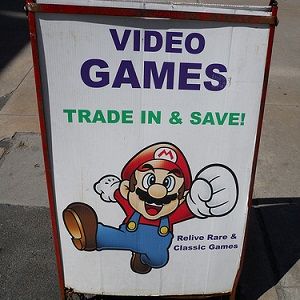 VIDEO
GAMES
TRADE IN & SAVE!
M
Relive Rare &
Classic Games